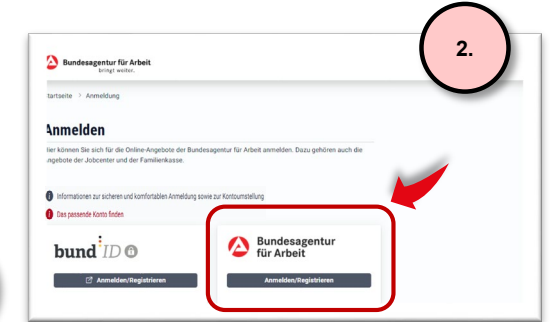 2.
Bundesagentur für Arbeit
bringt weiter.
tartseite > Anmeldung
Anmelden
ier können Sie sich für die Online-Angebote der Bundesagentur für Arbeit anmelden. Dazu gehören auch die
ngebote der Jobcenter und der Familienkasse.
i Informationen zur sicheren und komfortablen Anmeldung sowie zur Kontoumstellung
i Das passende Konto finden
bundID
Anmelden/Registrieren
Bundesagentur
für Arbeit
Anmelden/Registrieren